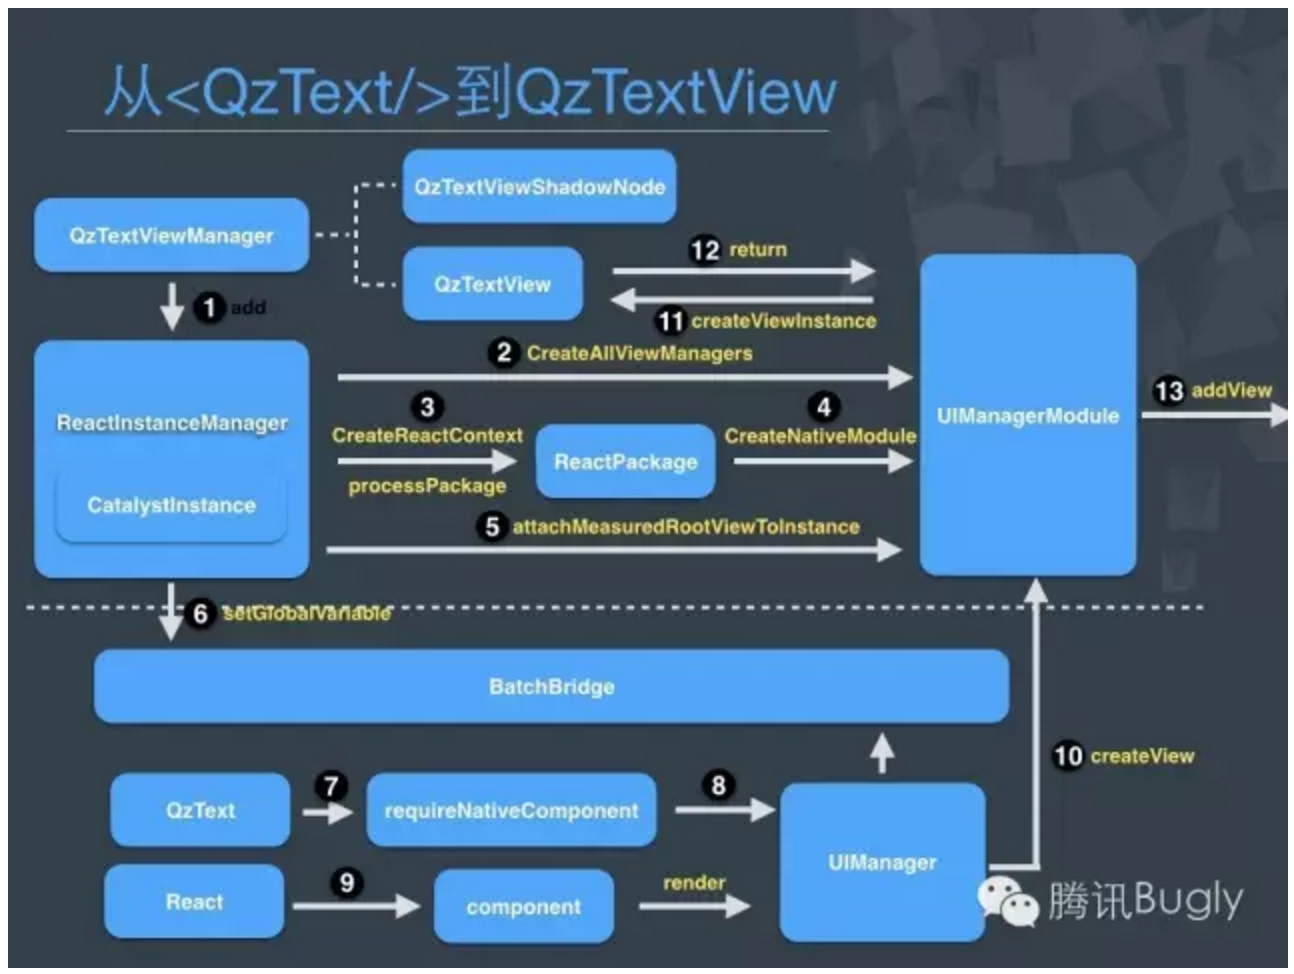 从<QzText/>到QzTextView
QzTextViewShadowNode
QzTextViewManager
QzTextView
12 return
11 createViewInstance
1 add
2 CreateAllViewManagers
ReactInstanceManager
CatalystInstance
3
CreateReactContext
processPackage
ReactPackage
4
CreateNativeModule
UIManagerModule
13 addView
5 attachMeasuredRootViewToInstance
6 setGlobalVariable
BatchBridge
10 createView
QzText
7
requireNativeComponent
8
UIManager
React
9
component
render
腾讯Bugly